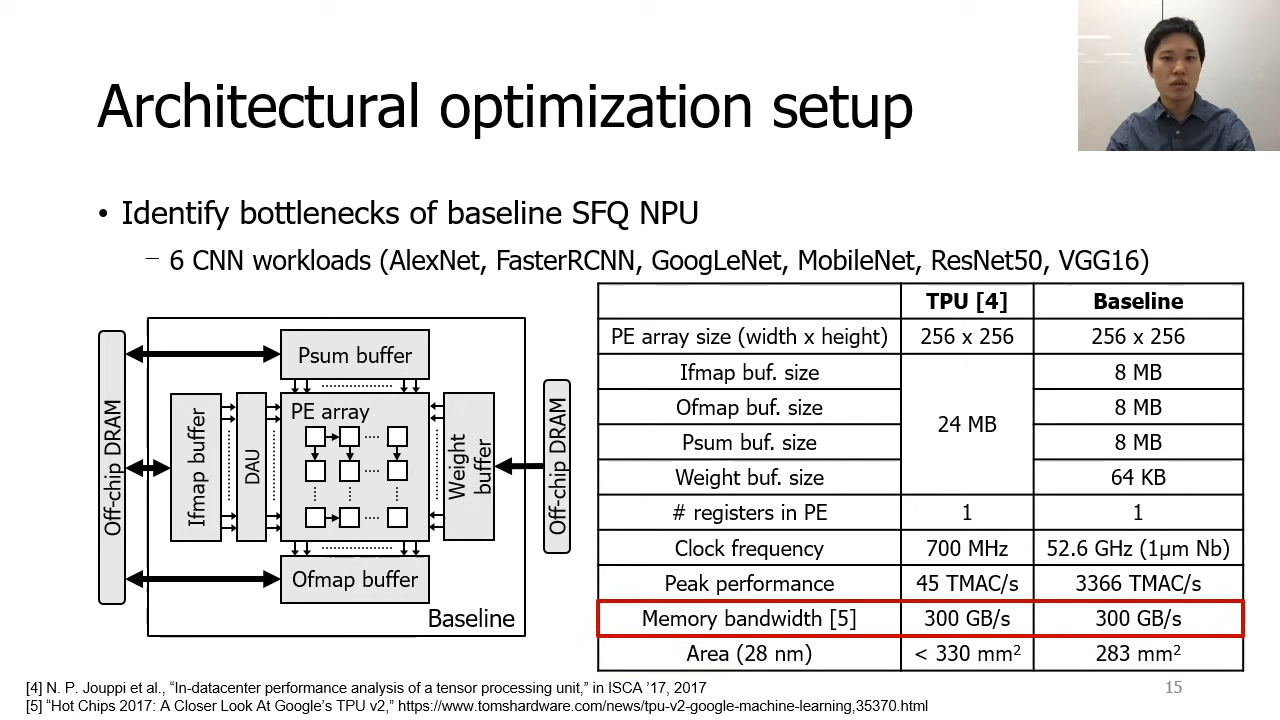 Architectural optimization setup
• Identify bottlenecks of baseline SFQ NPU
– 6 CNN workloads (AlexNet, FasterRCNN, GoogLeNet, MobileNet, ResNet50, VGG16)
Off-chip DRAM
Psum buffer
Ifmap buffer
DAU
PE array
Weight
buffer
Ofmap buffer
Baseline
Off-chip DRAM
TPU [4] Baseline
PE array size (width x height) 256 x 256 256 x 256
Ifmap buf. size 24 MB 8 MB
Ofmap buf. size 8 MB
Psum buf. size 8 MB
Weight buf. size 64 KB
# registers in PE 1 1
Clock frequency 700 MHz 52.6 GHz (1μm Nb)
Peak performance 45 TMAC/s 3366 TMAC/s
Memory bandwidth [5] 300 GB/s 300 GB/s
Area (28 nm) < 330 mm² 283 mm²
[4] N. P. Jouppi et al., “In-datacenter performance analysis of a tensor processing unit,” in ISCA ’17, 2017
[5] “Hot Chips 2017: A Closer Look At Google’s TPU v2,” https://www.tomshardware.com/news/tpu-v2-google-machine-learning,35370.html
15